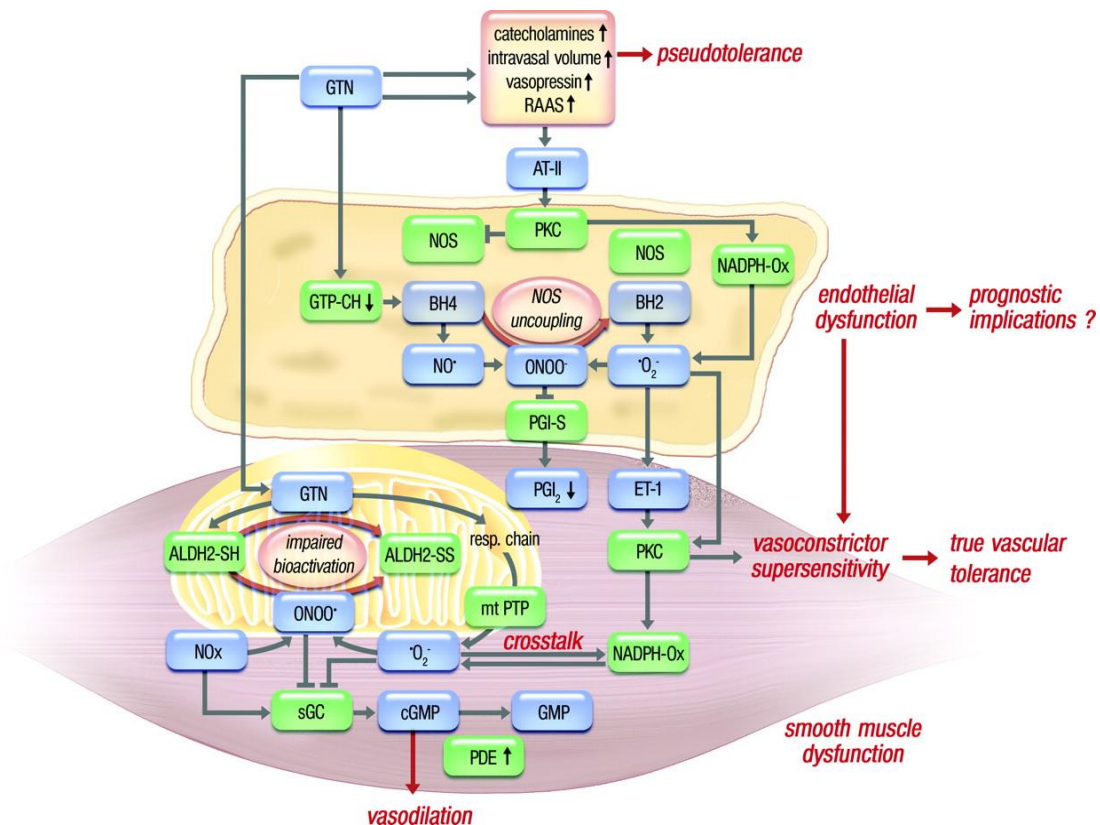 catecholamines ↑
intravasal volume ↑
vasopressin ↑
RAAS ↑
pseudotolerance
GTN
AT-II
NOS
PKC
NOS
NADPH-Ox
GTP-CH ↓
BH4
NOS
uncoupling
BH2
NO•
ONOO⁻
•O₂⁻
PGI-S
endothelial
dysfunction
prognostic
implications ?
GTN
PGI₂ ↓
ET-1
ALDH2-SH
impaired
bioactivation
ALDH2-SS
resp. chain
PKC
vasoconstrictor
supersensitivity
true vascular
tolerance
ONOO•
mt PTP
NOx
•O₂⁻
crosstalk
NADPH-Ox
sGC
cGMP
GMP
PDE ↑
smooth muscle
dysfunction
vasodilation